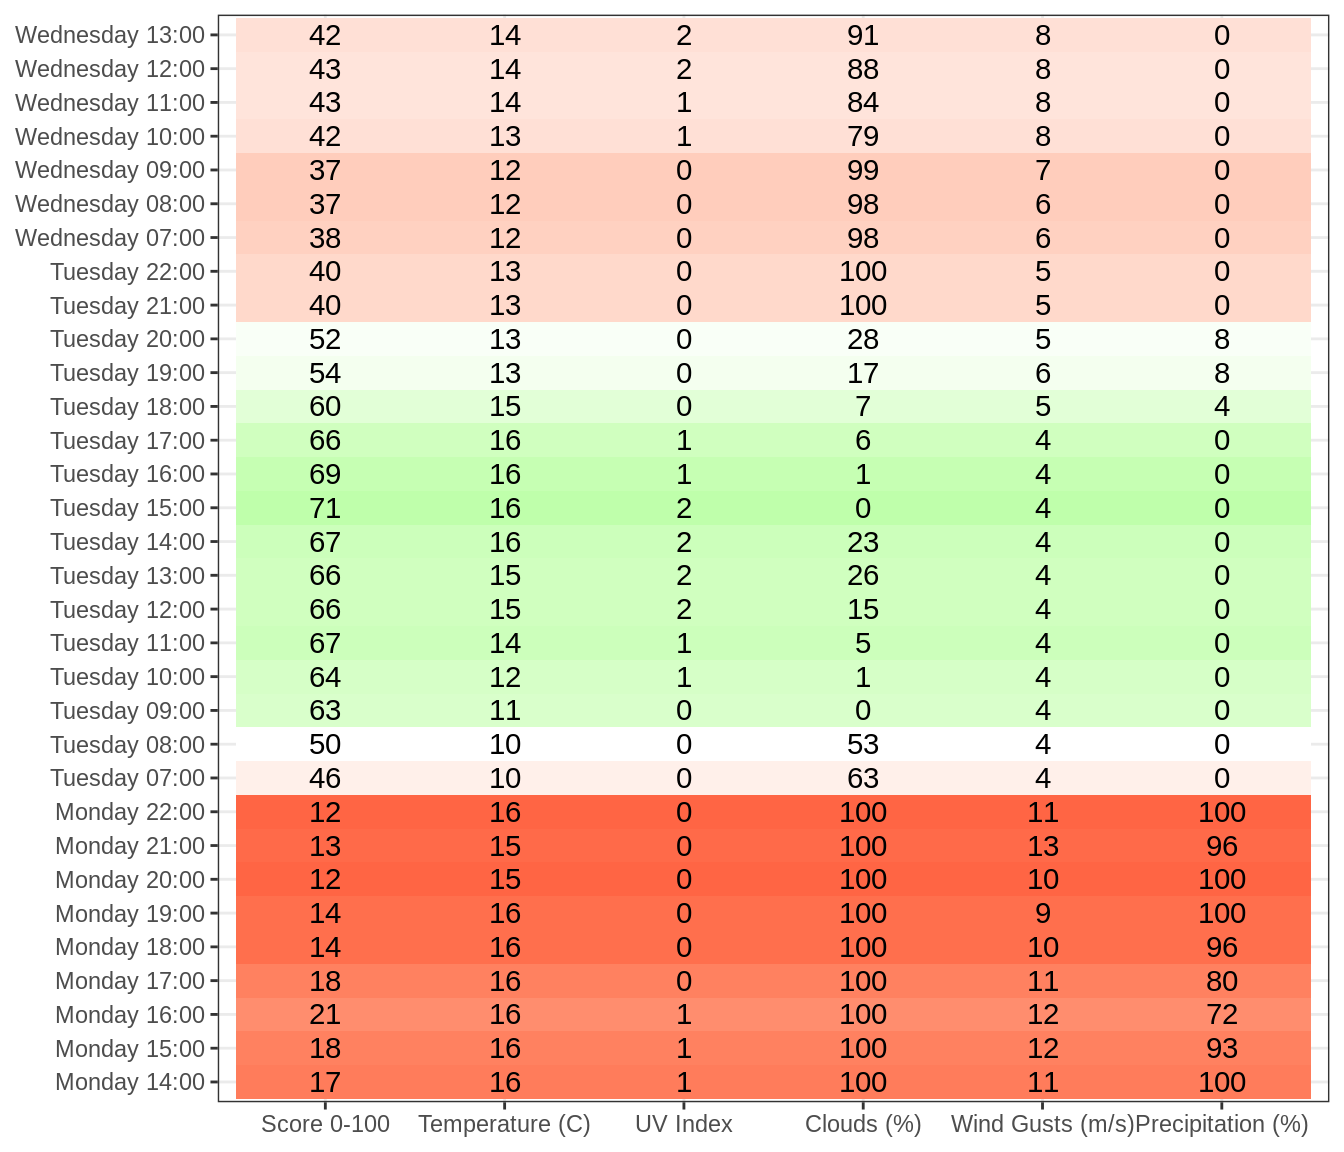 Wednesday 13:00 42 14 2 91 8 0
Wednesday 12:00 43 14 2 88 8 0
Wednesday 11:00 43 14 1 84 8 0
Wednesday 10:00 42 13 1 79 8 0
Wednesday 09:00 37 12 0 99 7 0
Wednesday 08:00 37 12 0 98 6 0
Wednesday 07:00 38 12 0 98 6 0
Tuesday 22:00 40 13 0 100 5 0
Tuesday 21:00 40 13 0 100 5 0
Tuesday 20:00 52 13 0 28 5 8
Tuesday 19:00 54 13 0 17 6 8
Tuesday 18:00 60 15 0 7 5 4
Tuesday 17:00 66 16 1 6 4 0
Tuesday 16:00 69 16 1 1 4 0
Tuesday 15:00 71 16 2 0 4 0
Tuesday 14:00 67 16 2 23 4 0
Tuesday 13:00 66 15 2 26 4 0
Tuesday 12:00 66 15 2 15 4 0
Tuesday 11:00 67 14 1 5 4 0
Tuesday 10:00 64 12 1 1 4 0
Tuesday 09:00 63 11 0 0 4 0
Tuesday 08:00 50 10 0 53 4 0
Tuesday 07:00 46 10 0 63 4 0
Monday 22:00 12 16 0 100 11 100
Monday 21:00 13 15 0 100 13 96
Monday 20:00 12 15 0 100 10 100
Monday 19:00 14 16 0 100 9 100
Monday 18:00 14 16 0 100 10 96
Monday 17:00 18 16 0 100 11 80
Monday 16:00 21 16 1 100 12 72
Monday 15:00 18 16 1 100 12 93
Monday 14:00 17 16 1 100 11 100
Score 0-100 Temperature (C) UV Index Clouds (%) Wind Gusts (m/s) Precipitation (%)